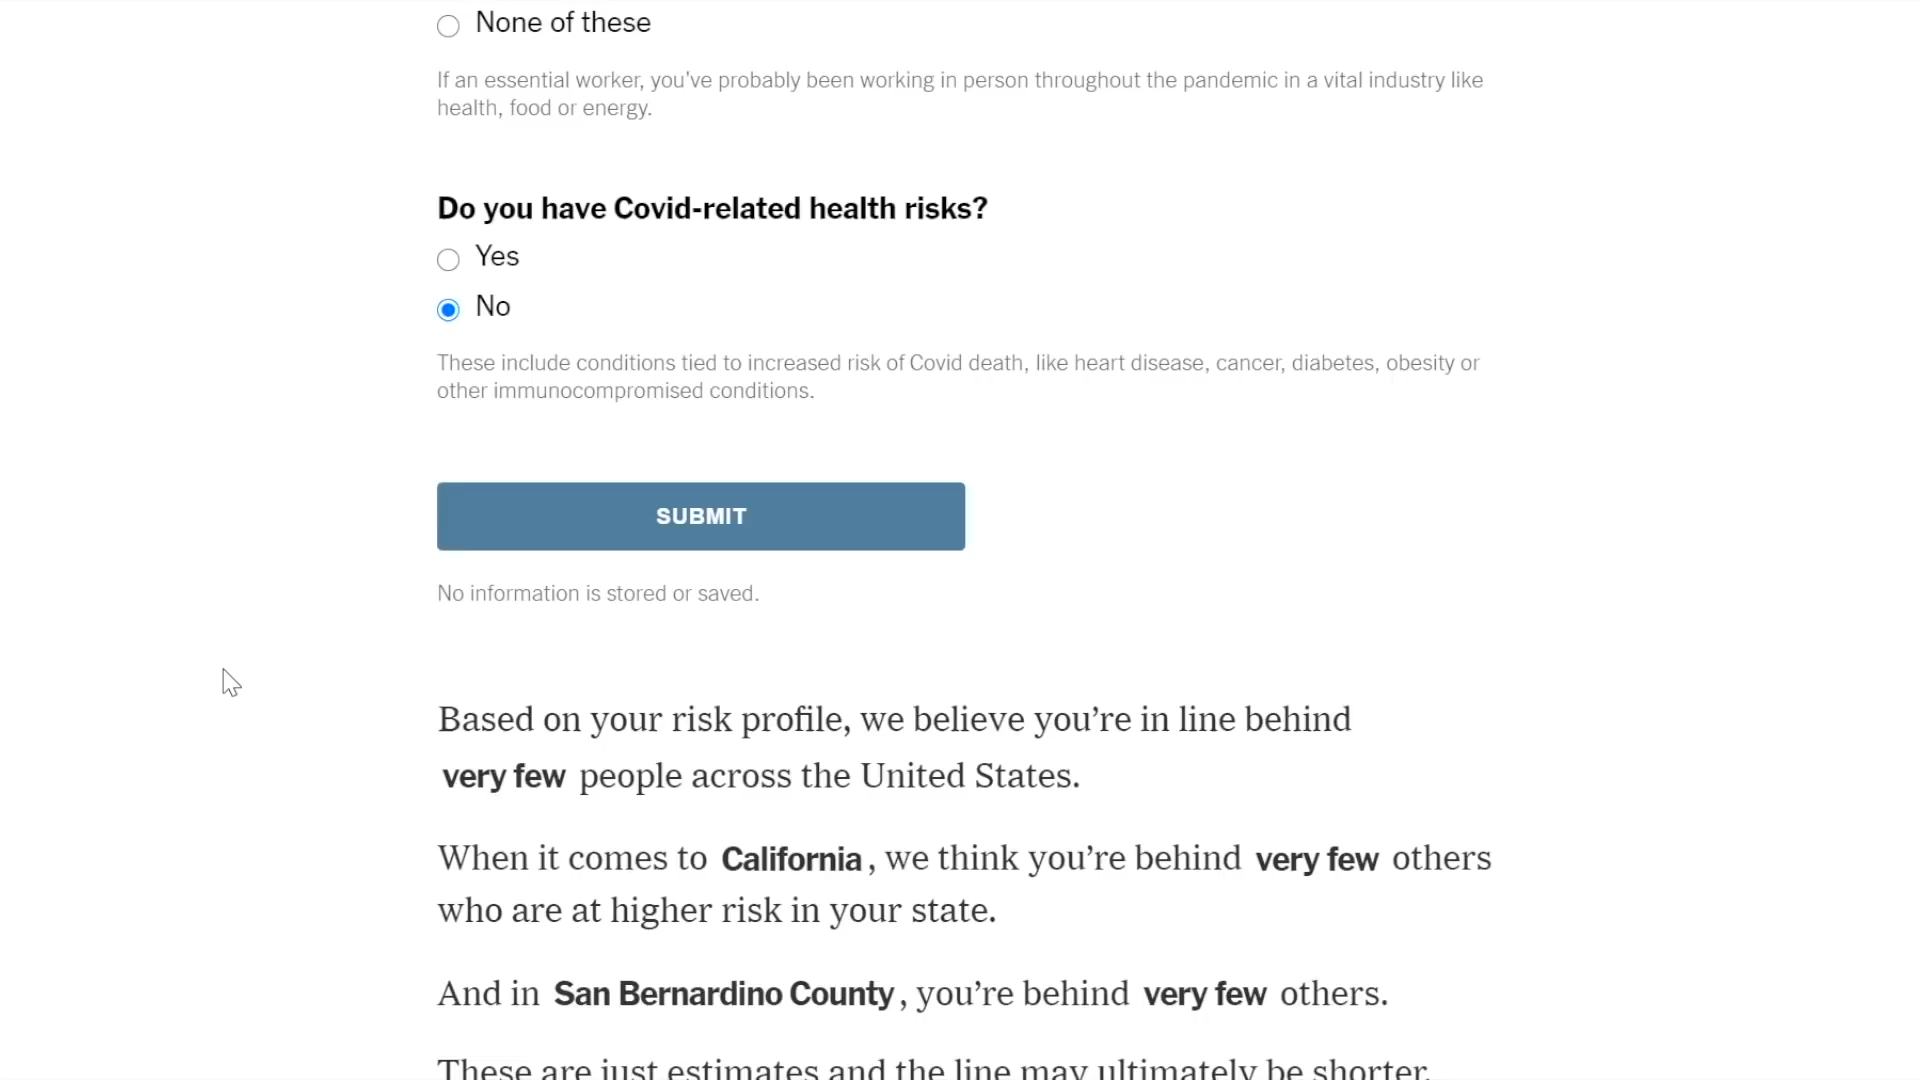 None of these
If an essential worker, you've probably been working in person throughout the pandemic in a vital industry like
health, food or energy.
Do you have Covid-related health risks?
Yes
No
These include conditions tied to increased risk of Covid death, like heart disease, cancer, diabetes, obesity or
other immunocompromised conditions.
SUBMIT
No information is stored or saved.
Based on your risk profile, we believe you’re in line behind
very few people across the United States.
When it comes to California, we think you’re behind very few others
who are at higher risk in your state.
And in San Bernardino County, you’re behind very few others.
These are just estimates and the line may ultimately be shorter.